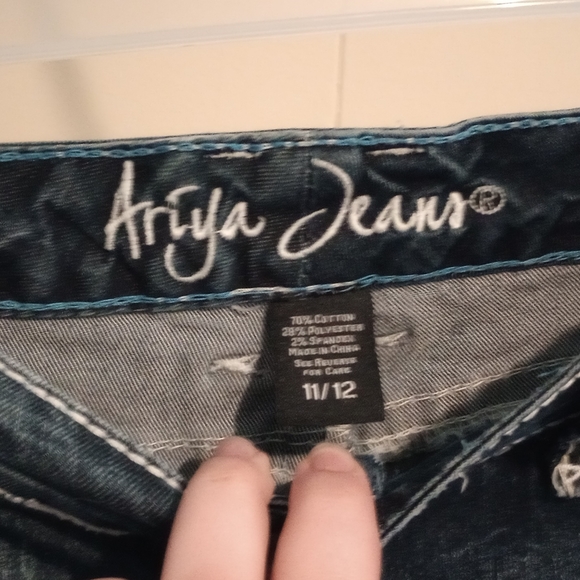 Ariya Jeans®
70% Cotton
28% Polyester
2% Spandex
Made in China
See Reverse
for Care
11/12